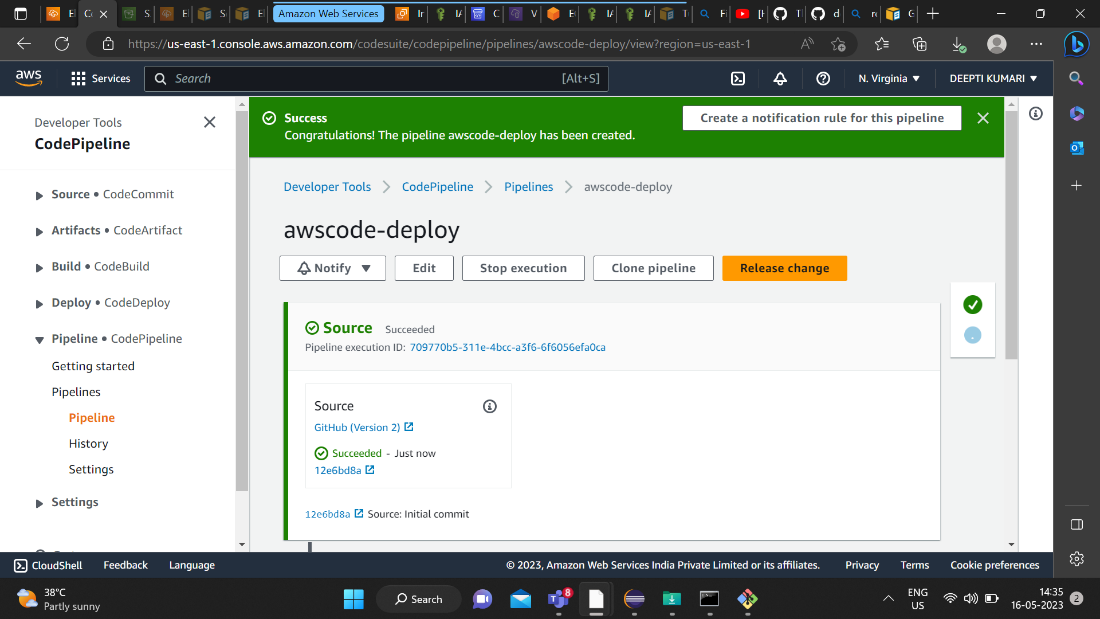 Amazon Web Services
https://us-east-1.console.aws.amazon.com/codesuite/codepipeline/pipelines/awscode-deploy/view?region=us-east-1
aws
Services
Search
[Alt+S]
N. Virginia
DEEPTI KUMARI
Developer Tools
CodePipeline
Source • CodeCommit
Artifacts • CodeArtifact
Build • CodeBuild
Deploy • CodeDeploy
Pipeline • CodePipeline
Getting started
Pipelines
Pipeline
History
Settings
Settings
Success
Congratulations! The pipeline awscode-deploy has been created.
Create a notification rule for this pipeline
Developer Tools
CodePipeline
Pipelines
awscode-deploy
awscode-deploy
Notify
Edit
Stop execution
Clone pipeline
Release change
Source Succeeded
Pipeline execution ID: 709770b5-311e-4bcc-a3f6-6f6056efa0ca
Source
GitHub (Version 2)
Succeeded - Just now
12e6bd8a
12e6bd8a Source: Initial commit
CloudShell
Feedback
Language
© 2023, Amazon Web Services India Private Limited or its affiliates.
Privacy
Terms
Cookie preferences
38°C
Partly sunny
Search
8
ENG
US
14:35
16-05-2023
2